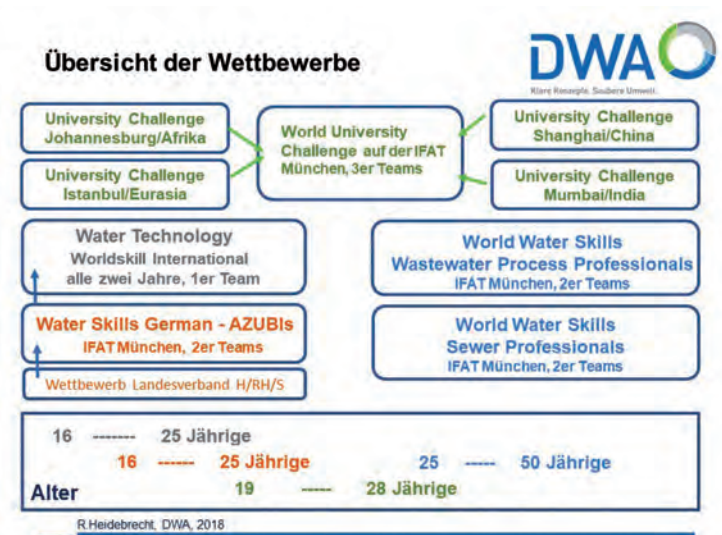 Übersicht der Wettbewerbe
DWA
Klare Konzepte. Saubere Umwelt.
University Challenge
Johannesburg/Afrika
University Challenge
Istanbul/Eurasia
World University
Challenge auf der IFAT
München, 3er Teams
University Challenge
Shanghai/China
University Challenge
Mumbai/India
Water Technology
Worldskill International
alle zwei Jahre, 1er Team
Water Skills German - AZUBIs
IFAT München, 2er Teams
Wettbewerb Landesverband H/RH/S
World Water Skills
Wastewater Process Professionals
IFAT München, 2er Teams
World Water Skills
Sewer Professionals
IFAT München, 2er Teams
16 ------- 25 Jährige
16 ------ 25 Jährige 25 ----- 50 Jährige
Alter 19 ----- 28 Jährige
R.Heidebrecht, DWA, 2018